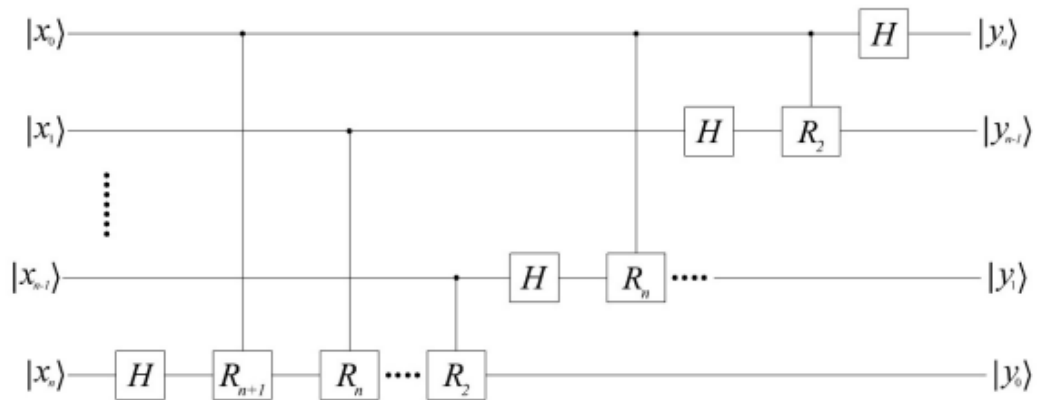 |x₀⟩ H |yₙ⟩
|x₁⟩ H R₂ |yₙ₋₁⟩
|xₙ₋₁⟩ H Rₙ |y₁⟩
|xₙ⟩ H Rₙ₊₁ Rₙ R₂ |y₀⟩